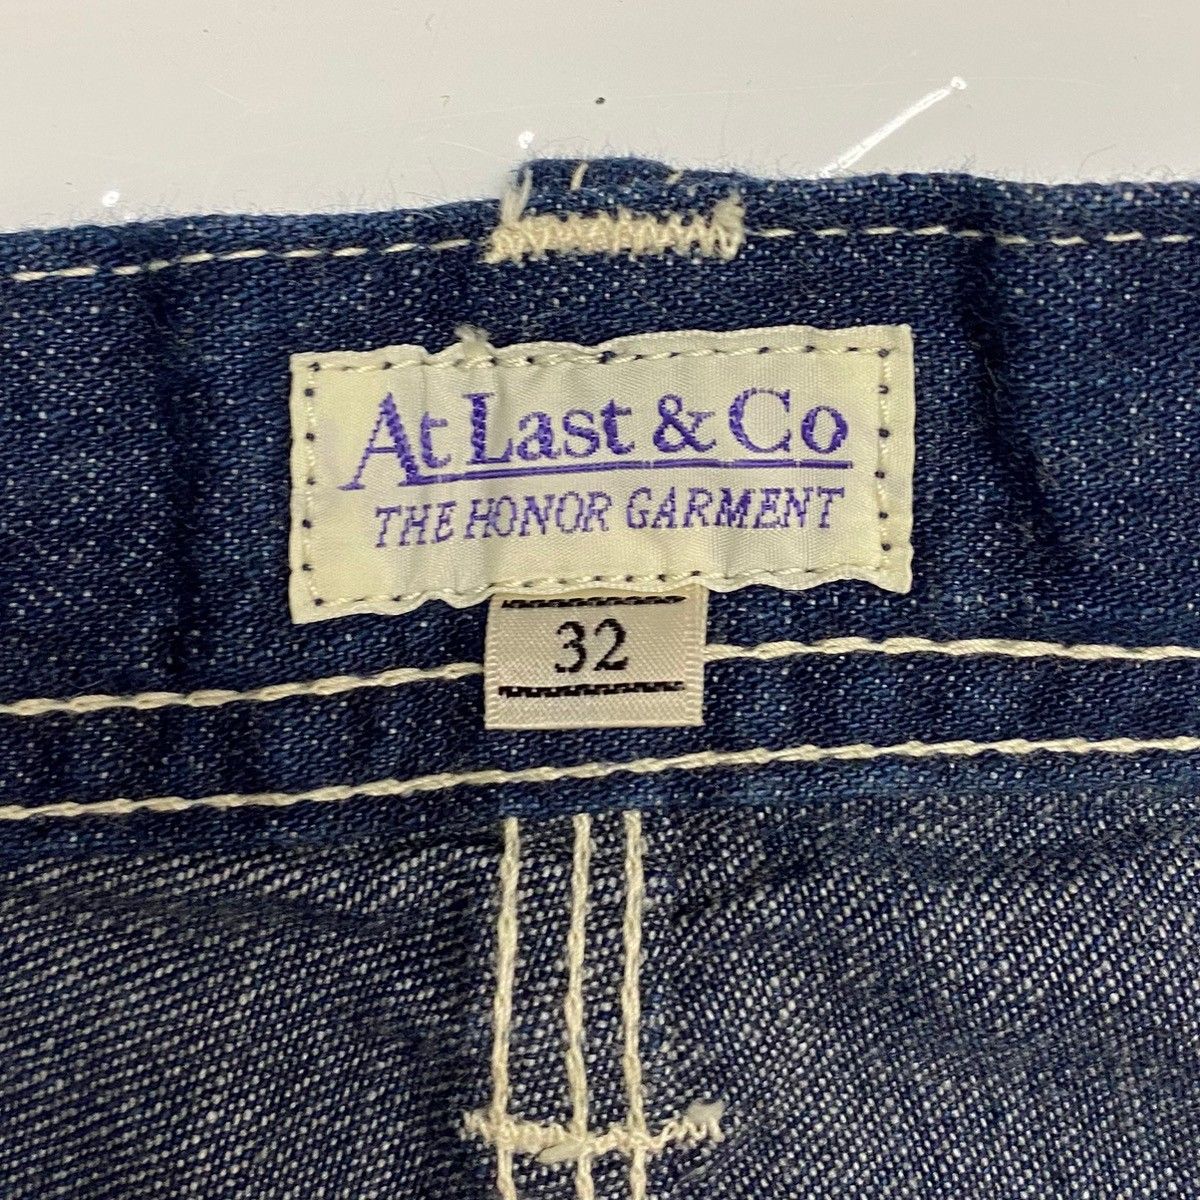 At Last & Co
THE HONOR GARMENT
32